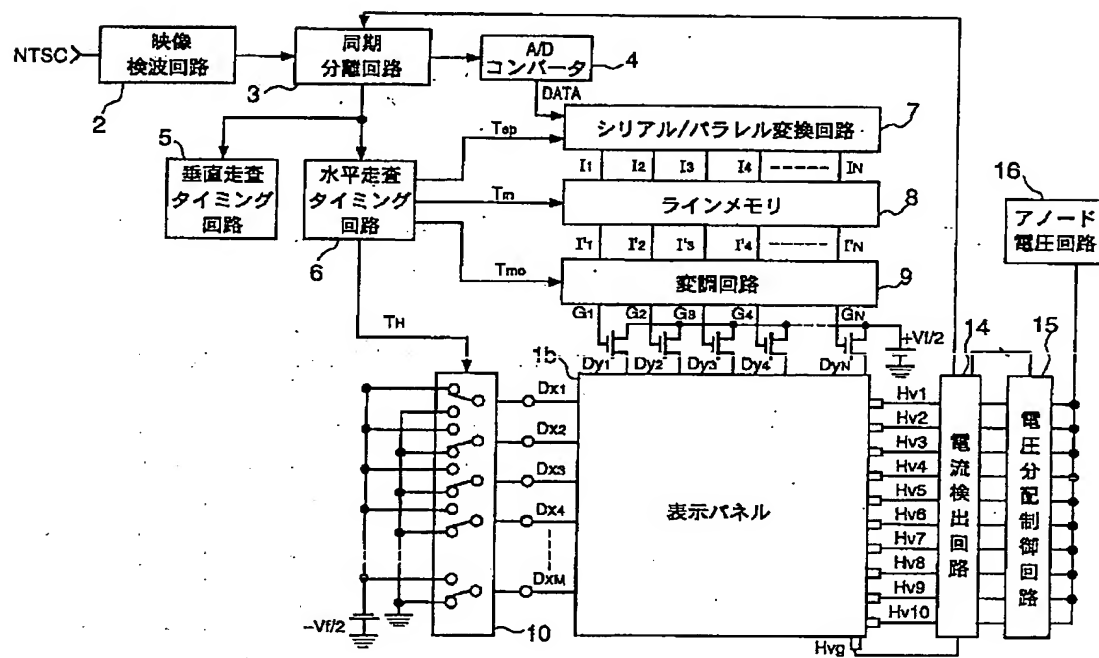 NTSC
映像
検波回路
2
同期
分離回路
3
A/D
コンバータ
4
DATA
シリアル/パラレル変換回路
7
5
垂直走査
タイミング
回路
水平走査
タイミング
回路
6
Tsp
Tm
Tmo
TH
I1 I2 I3 I4 IN
ラインメモリ
8
I'1 I'2 I'3 I'4 I'N
変調回路
9
16
アノード
電圧回路
G1 G2 G3 G4 GN
+Vf/2
14
15
1b
Dy1 Dy2 Dy3 Dy4 DyN
Dx1
Dx2
Dx3
Dx4
DxM
表示パネル
Hv1
Hv2
Hv3
Hv4
Hv5
Hv6
Hv7
Hv8
Hv9
Hv10
電流検出回路
電圧分配制御回路
-Vf/2
10
Hvg